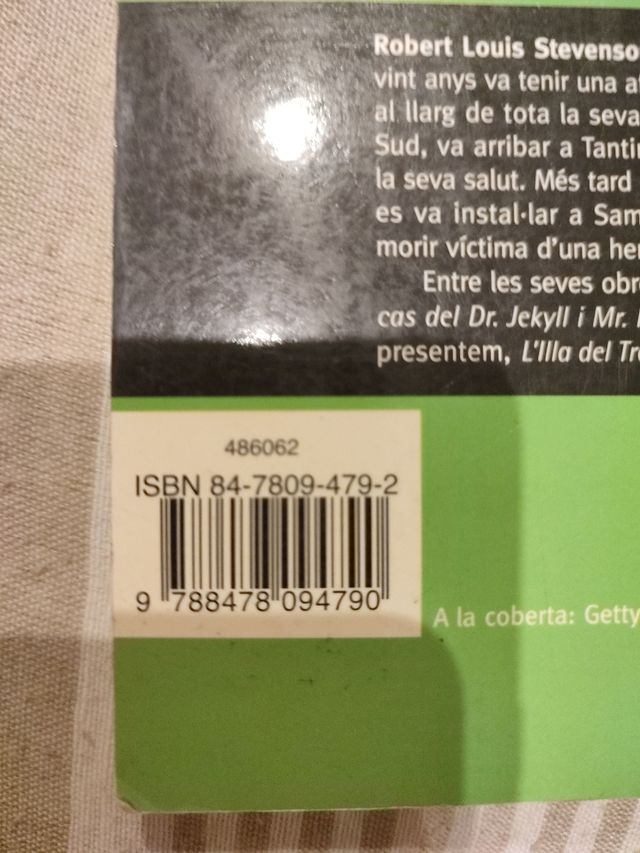 Robert Louis Stevenso
vint anys va tenir una a
al llarg de tota la seva
Sud, va arribar a Tanti
la seva salut. Més tard
es va instal·lar a Sam
morir víctima d'una he
Entre les seves obr
cas del Dr. Jekyll i Mr.
presentem, L'Illa del Tr
486062
ISBN 84-7809-479-2
9 788478 094790
A la coberta: Getty